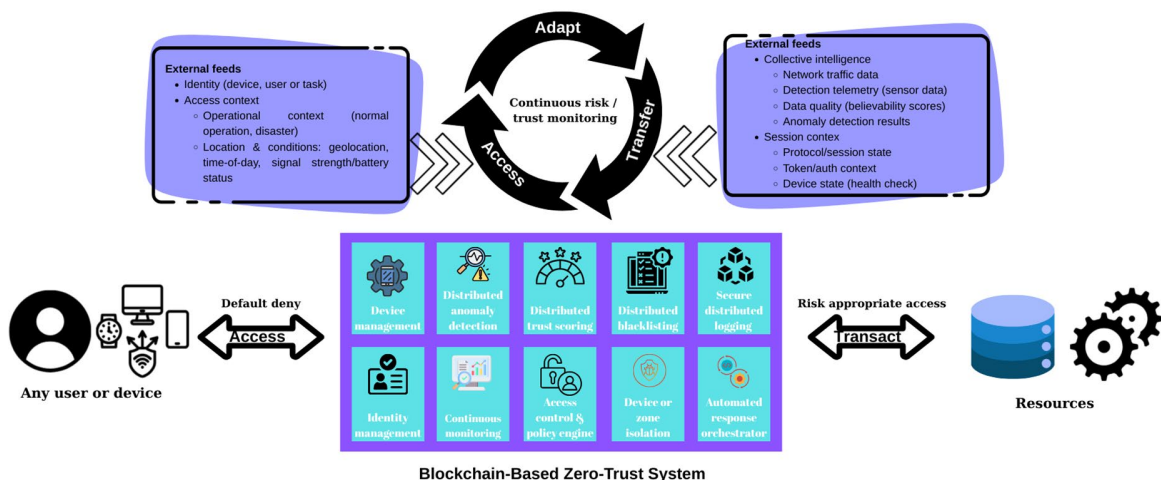 External feeds
• Identity (device, user or task)
• Access context
Operational context (normal
operation, disaster)
Location & conditions: geolocation,
time-of-day, signal strength/battery
status
Adapt
Transfer
Access
Continuous risk /
trust monitoring
External feeds
• Collective intelligence
Network traffic data
Detection telemetry (sensor data)
Data quality (believability scores)
Anomaly detection results
• Session contex
Protocol/session state
Token/auth context
Device state (health check)
Any user or device
Default deny
Access
Device
management
Distributed
anomaly
detection
Distributed
trust scoring
Distributed
blacklisting
Secure
distributed
logging
Identity
management
Continuous
monitoring
Access
control &
policy engine
Device or
zone
isolation
Automated
response
orchestrator
Risk appropriate access
Transact
Resources
Blockchain-Based Zero-Trust System